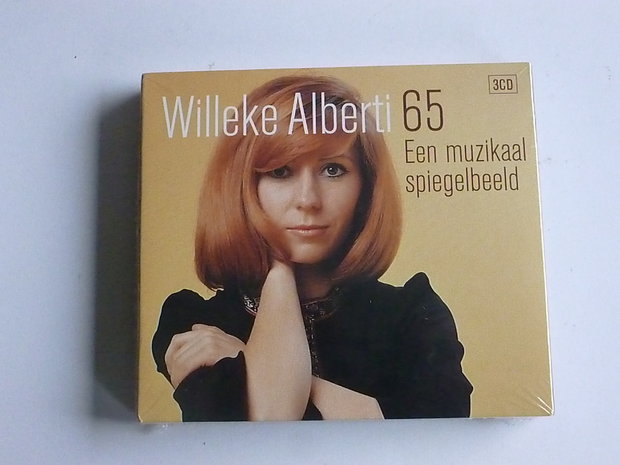 3CD
Willeke Alberti 65
Een muzikaal
spiegelbeeld